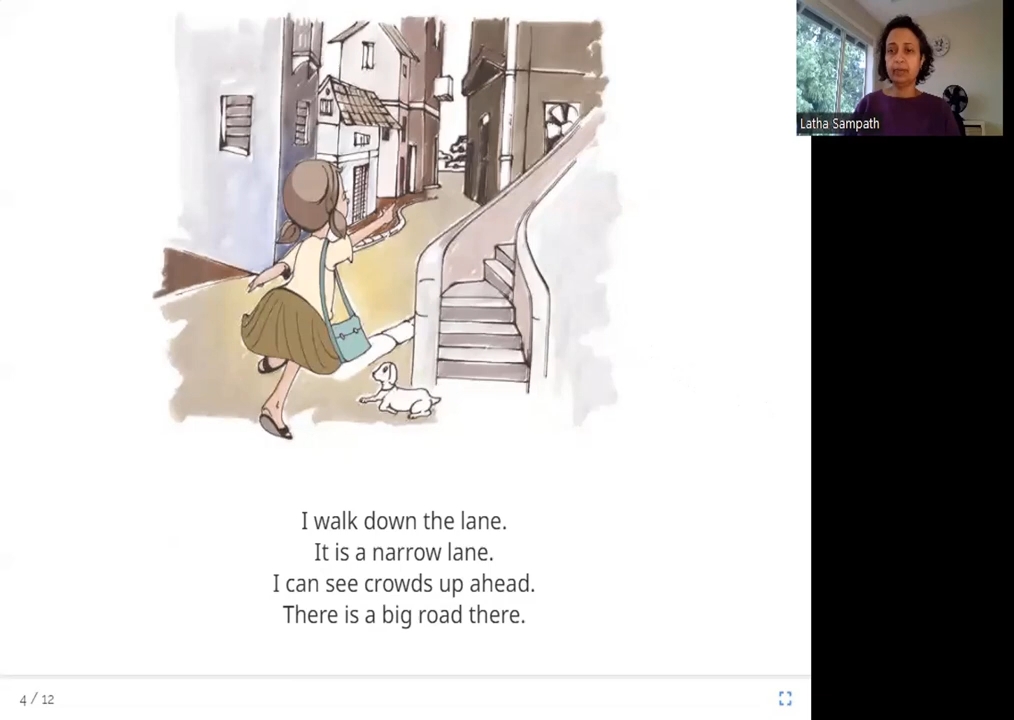 Latha Sampath
I walk down the lane.
It is a narrow lane.
I can see crowds up ahead.
There is a big road there.
4 / 12